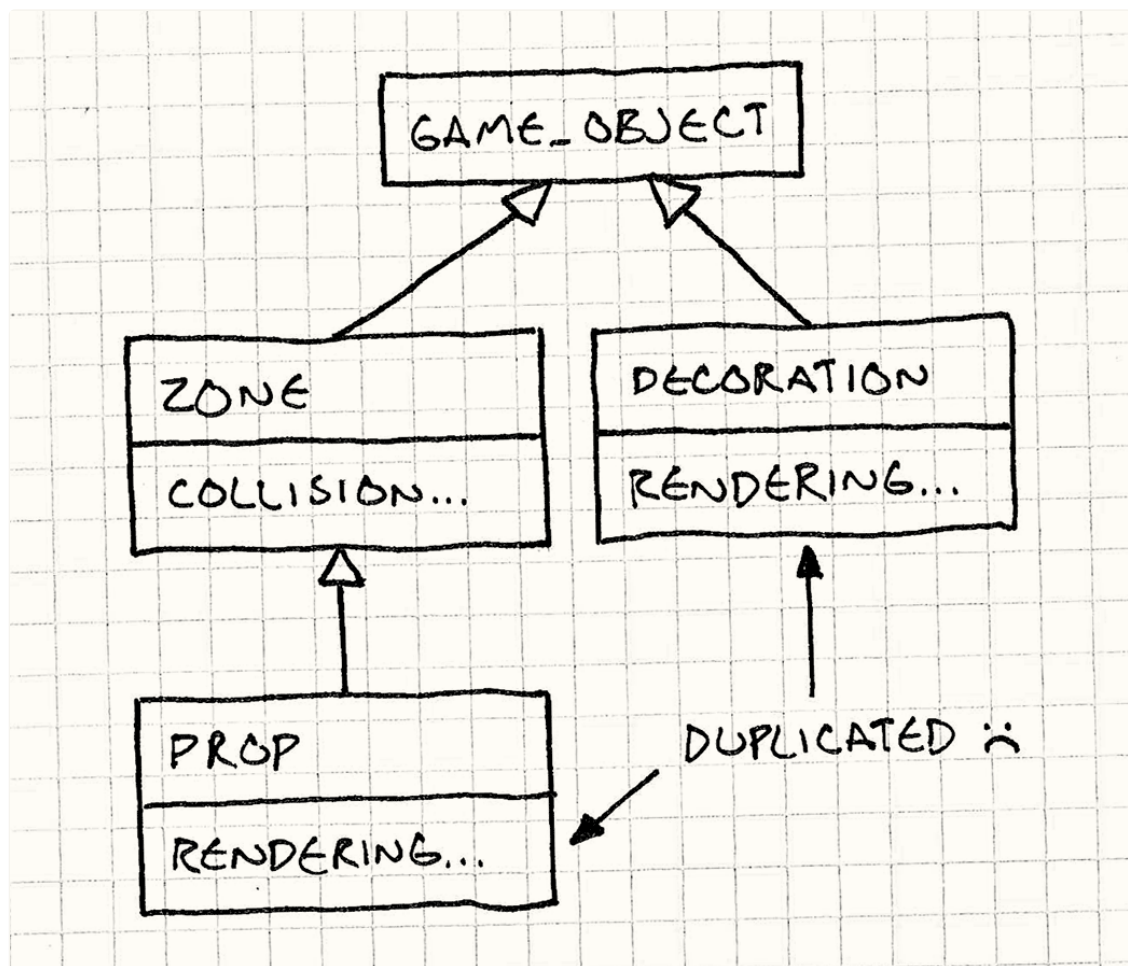 GAME_OBJECT
ZONE
COLLISION...
DECORATION
RENDERING...
PROP
RENDERING...
DUPLICATED :(